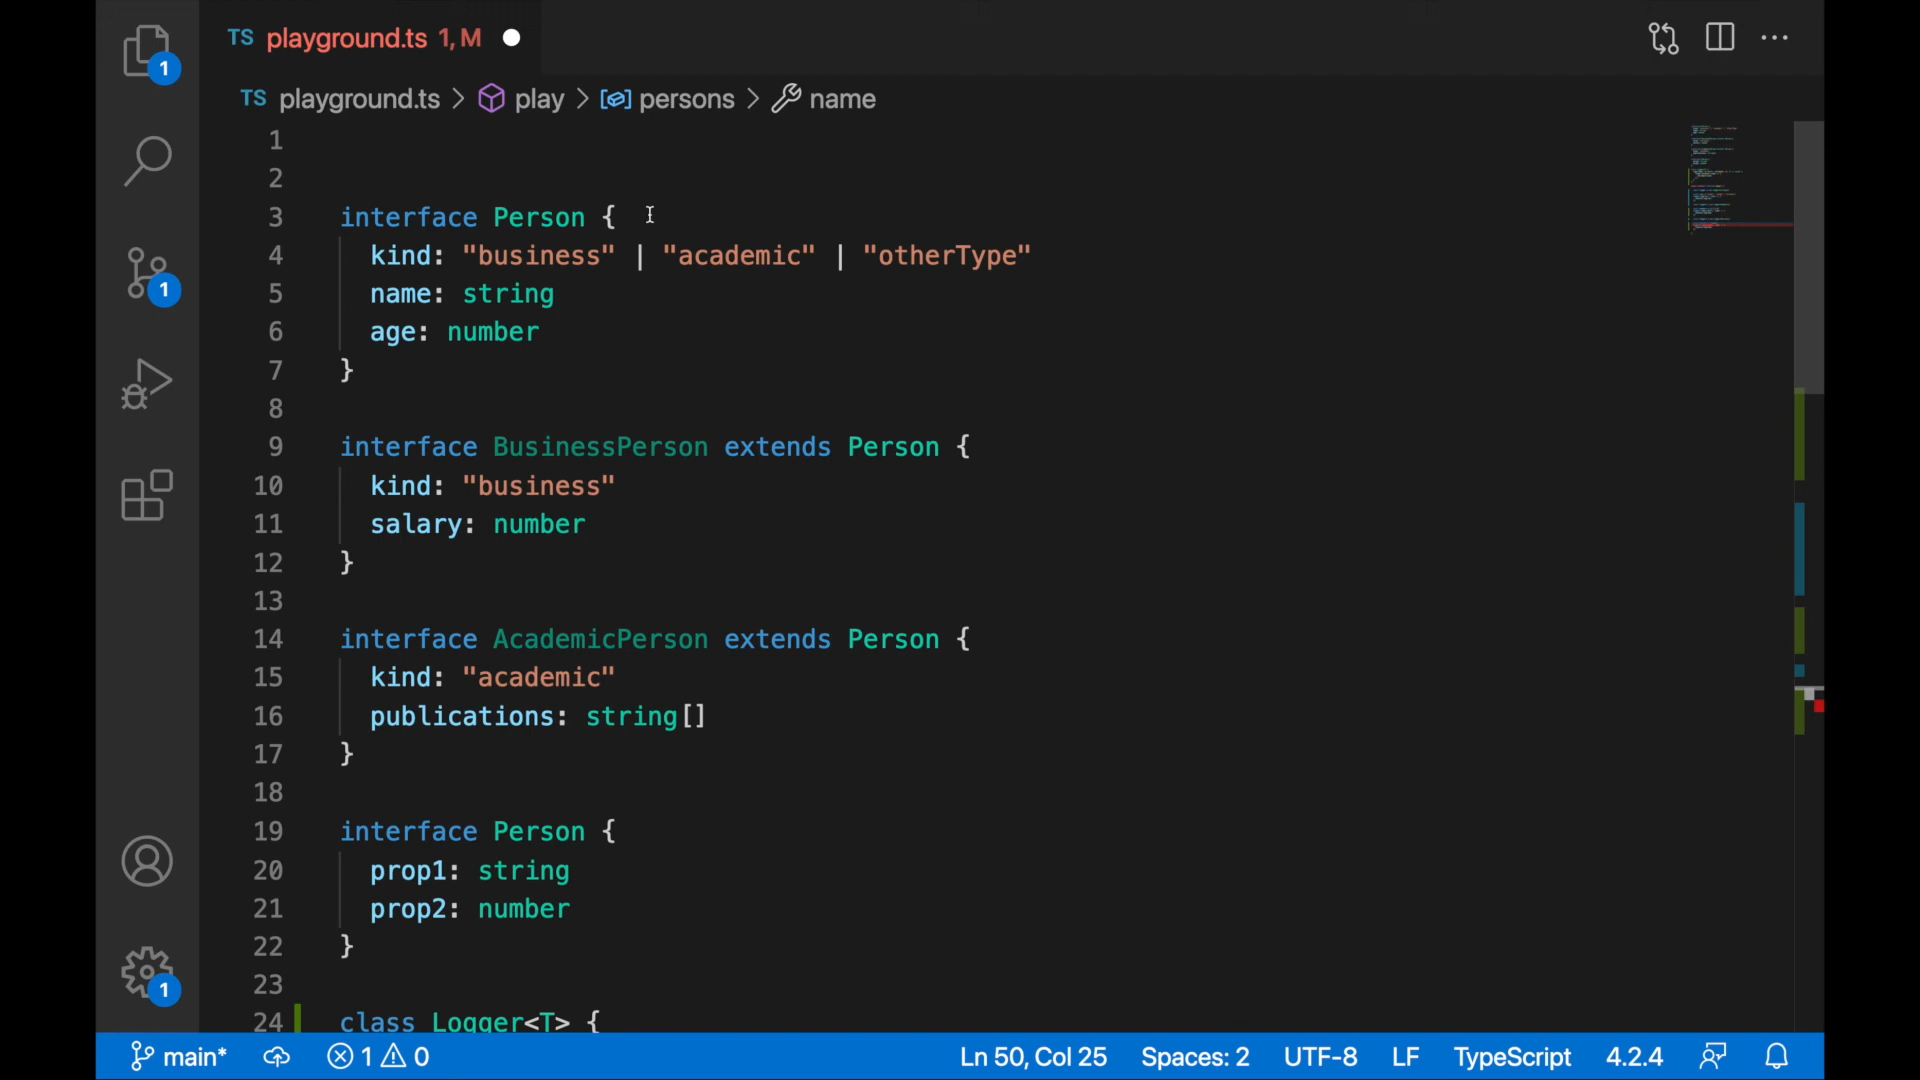 TS playground.ts 1, M
TS playground.ts > play > persons > name
1
2
3 interface Person {
4 kind: "business" | "academic" | "otherType"
5 name: string
6 age: number
7 }
8
9 interface BusinessPerson extends Person {
10 kind: "business"
11 salary: number
12 }
13
14 interface AcademicPerson extends Person {
15 kind: "academic"
16 publications: string[]
17 }
18
19 interface Person {
20 prop1: string
21 prop2: number
22 }
23
24 class Logger<T> {
1
1
1
main* 1 0 Ln 50, Col 25 Spaces: 2 UTF-8 LF TypeScript 4.2.4